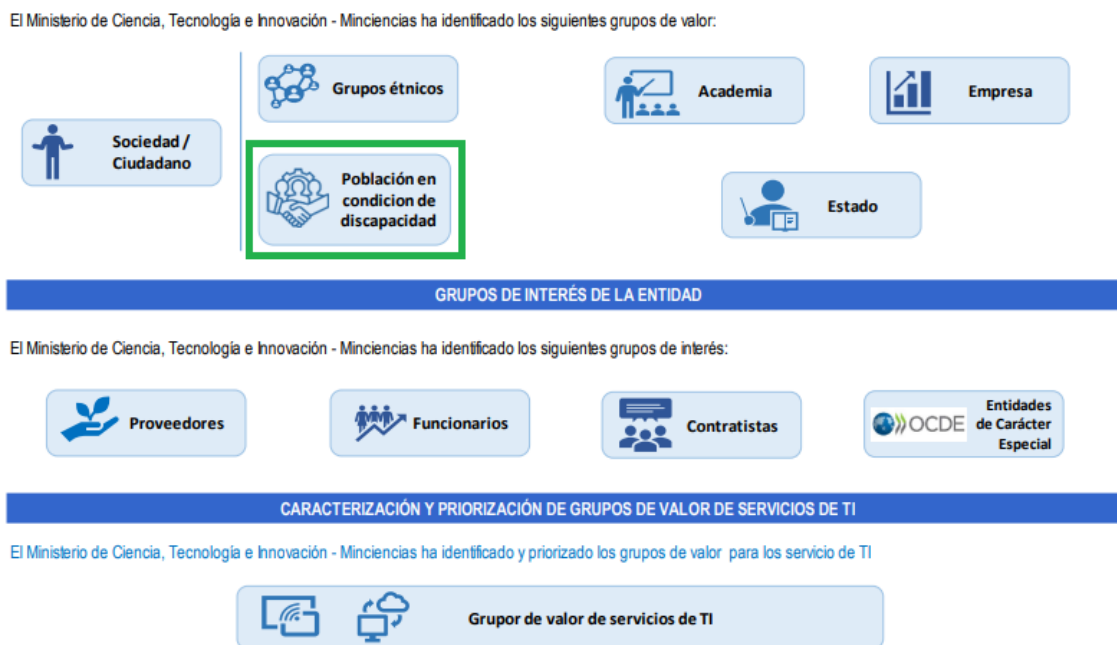 El Ministerio de Ciencia, Tecnología e Innovación - Minciencias ha identificado los siguientes grupos de valor:
Sociedad /
Ciudadano
Grupos étnicos
Población en
condicion de
discapacidad
Academia
Empresa
Estado
GRUPOS DE INTERÉS DE LA ENTIDAD
El Ministerio de Ciencia, Tecnología e Innovación - Minciencias ha identificado los siguientes grupos de interés:
Proveedores
Funcionarios
Contratistas
OCDE
Entidades
de Carácter
Especial
CARACTERIZACIÓN Y PRIORIZACIÓN DE GRUPOS DE VALOR DE SERVICIOS DE TI
El Ministerio de Ciencia, Tecnología e Innovación - Minciencias ha identificado y priorizado los grupos de valor para los servicio de TI
Grupor de valor de servicios de TI